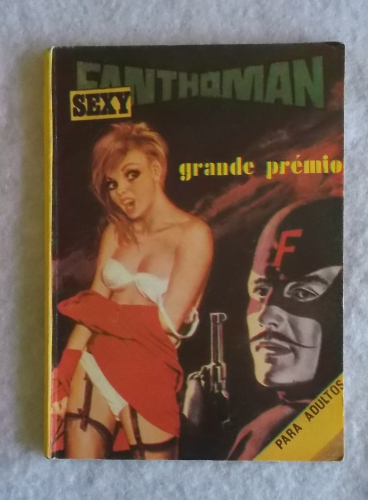 FANTHOMAN
SEXY
grande prémio
F
PARA ADULTOS